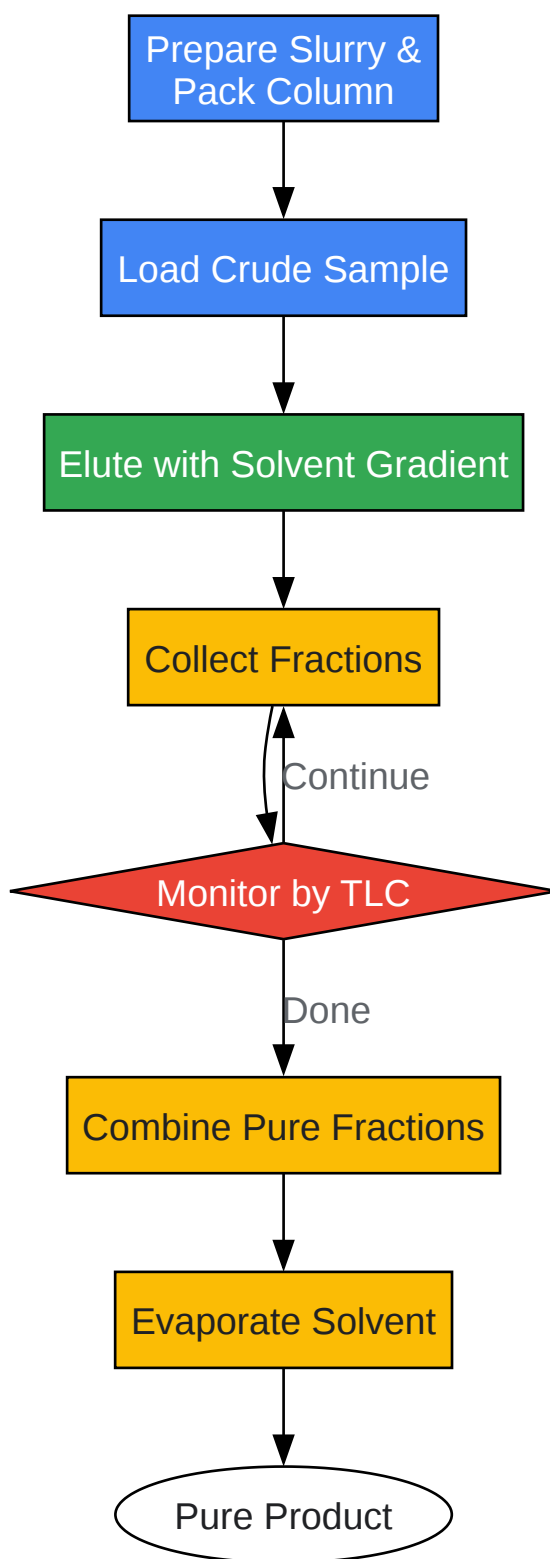 Prepare Slurry &
Pack Column
Load Crude Sample
Elute with Solvent Gradient
Collect Fractions
Continue
Monitor by TLC
Done
Combine Pure Fractions
Evaporate Solvent
Pure Product